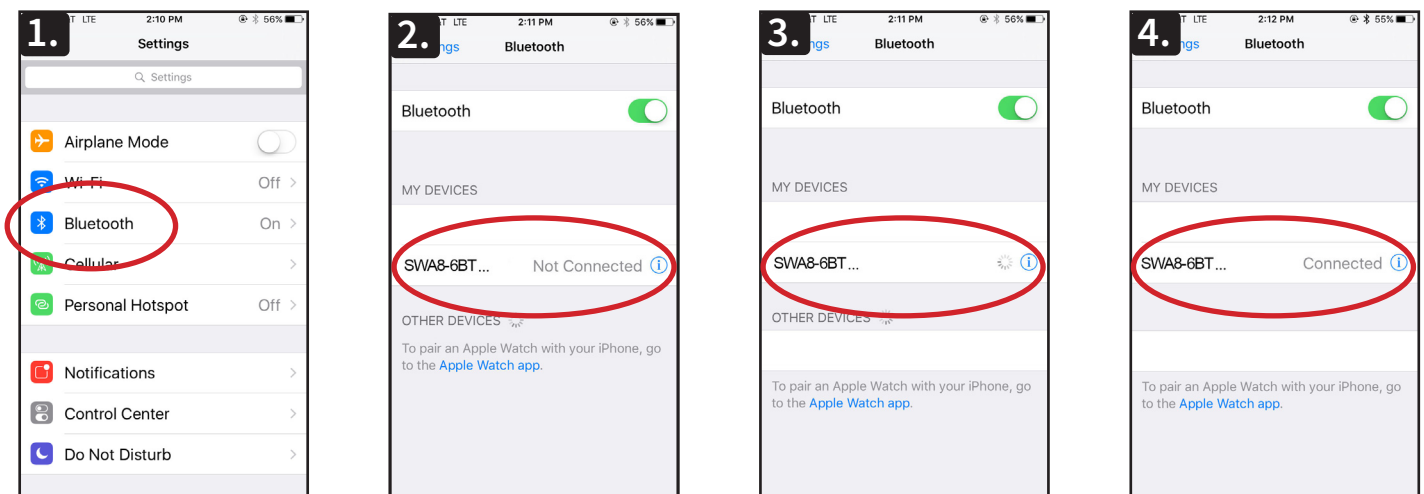 1.
T LTE 2:10 PM 56%
Settings
Settings
Airplane Mode
Wi-Fi Off
Bluetooth On
Cellular
Personal Hotspot Off
Notifications
Control Center
Do Not Disturb
2.
T LTE 2:11 PM 56%
ngs Bluetooth
Bluetooth
MY DEVICES
SWA8-6BT... Not Connected
OTHER DEVICES
To pair an Apple Watch with your iPhone, go
to the Apple Watch app.
3.
T LTE 2:11 PM 56%
ngs Bluetooth
Bluetooth
MY DEVICES
SWA8-6BT...
OTHER DEVICES
To pair an Apple Watch with your iPhone, go
to the Apple Watch app.
4.
T LTE 2:12 PM 55%
ngs Bluetooth
Bluetooth
MY DEVICES
SWA8-6BT... Connected
To pair an Apple Watch with your iPhone, go
to the Apple Watch app.